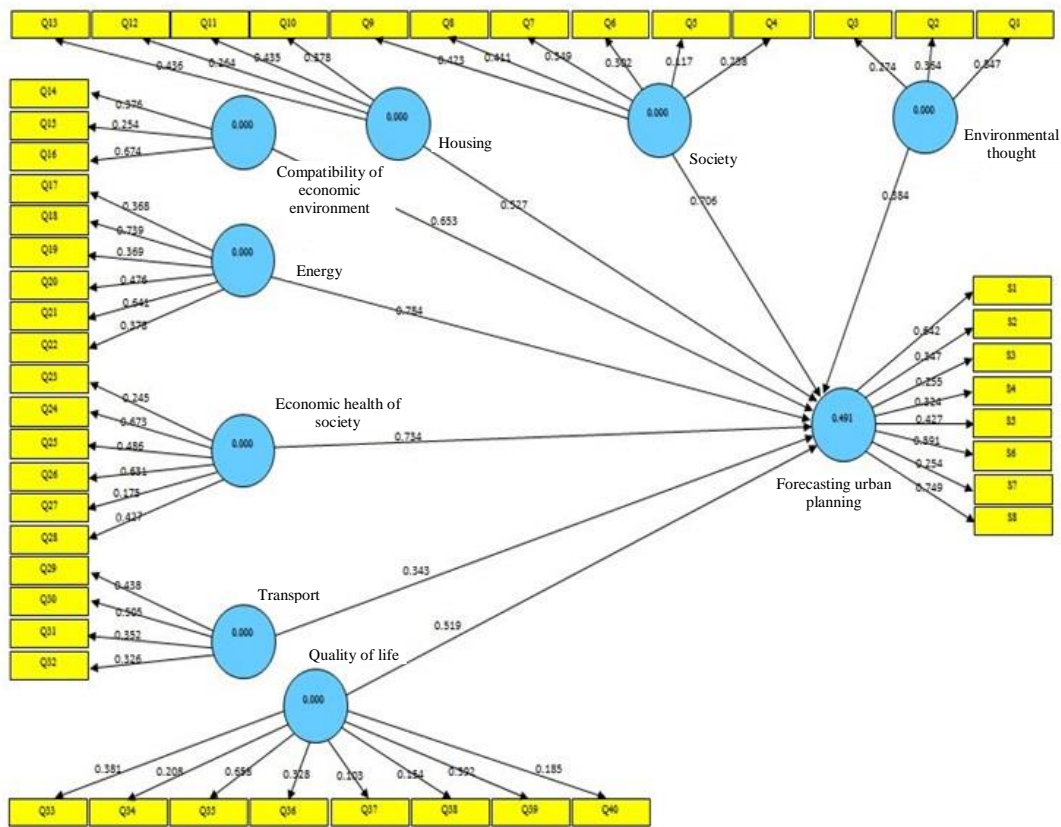 Q13 Q12 Q11 Q10 Q9 Q8 Q7 Q6 Q5 Q4 Q3 Q2 Q1
0.436 0.264 0.435 0.378 0.423 0.411 0.349 0.302 0.117 0.238 0.274 0.364 0.347
Q14
Q15
Q16
0.376
0.254
0.674
0.000
Compatibility of
economic
environment
0.000
Housing
0.000
Society
0.000
Environmental
thought
0.653
0.527
0.706
0.384
Q17
Q18
Q19
Q20
Q21
Q22
0.368
0.739
0.369
0.476
0.641
0.378
0.000
Energy
0.784
Q23
Q24
Q25
Q26
Q27
Q28
0.245
0.673
0.486
0.631
0.175
0.427
0.000
Economic health of
society
0.734
0.491
Forecasting urban
planning
S1
S2
S3
S4
S5
S6
S7
S8
0.642
0.347
0.255
0.324
0.427
0.591
0.254
0.749
Q29
Q30
Q31
Q32
0.438
0.505
0.352
0.326
0.000
Transport
0.343
Quality of life
0.000
0.519
0.381 0.208 0.658 0.328 0.103 0.154 0.592 0.185
Q33 Q34 Q35 Q36 Q37 Q38 Q39 Q40